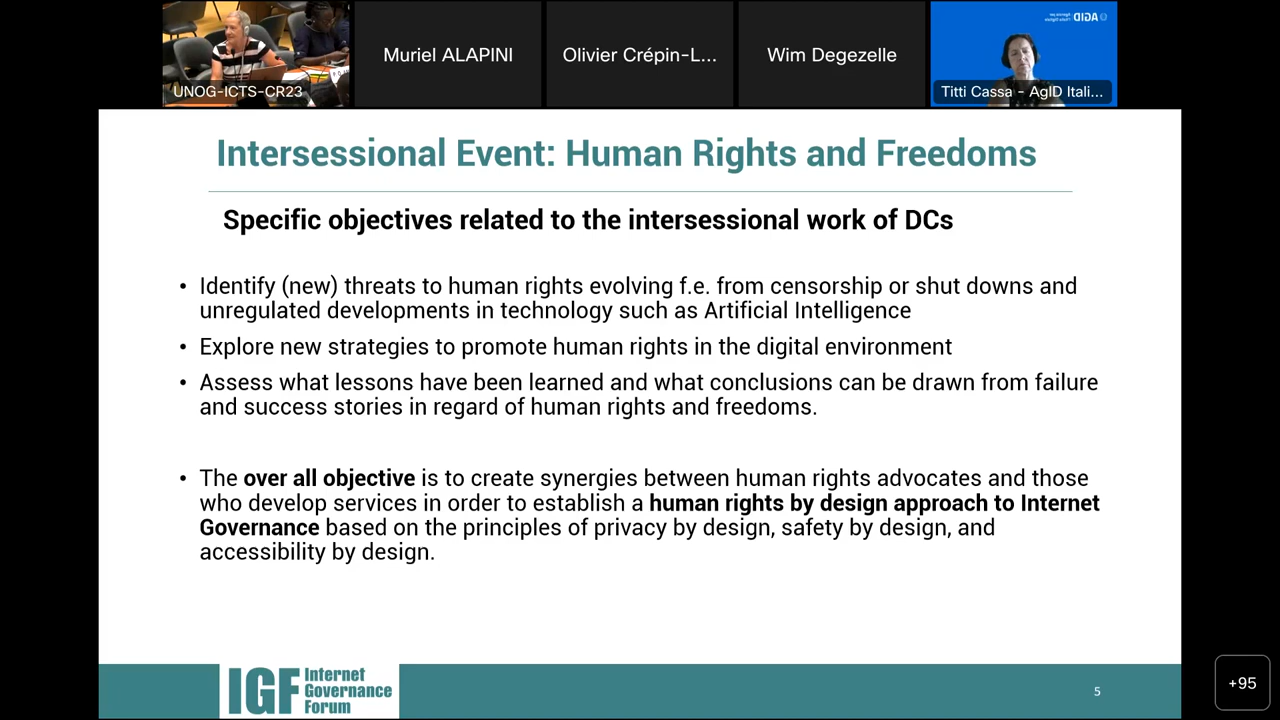 UNOG-ICTS-CR23
Muriel ALAPINI
Olivier Crépin-L...
Wim Degezelle
AGID
Titti Cassa - AgID Itali...
Intersessional Event: Human Rights and Freedoms
Specific objectives related to the intersessional work of DCs
• Identify (new) threats to human rights evolving f.e. from censorship or shut downs and
unregulated developments in technology such as Artificial Intelligence
• Explore new strategies to promote human rights in the digital environment
• Assess what lessons have been learned and what conclusions can be drawn from failure
and success stories in regard of human rights and freedoms.
• The over all objective is to create synergies between human rights advocates and those
who develop services in order to establish a human rights by design approach to Internet
Governance based on the principles of privacy by design, safety by design, and
accessibility by design.
IGF
Internet
Governance
Forum
5
+95